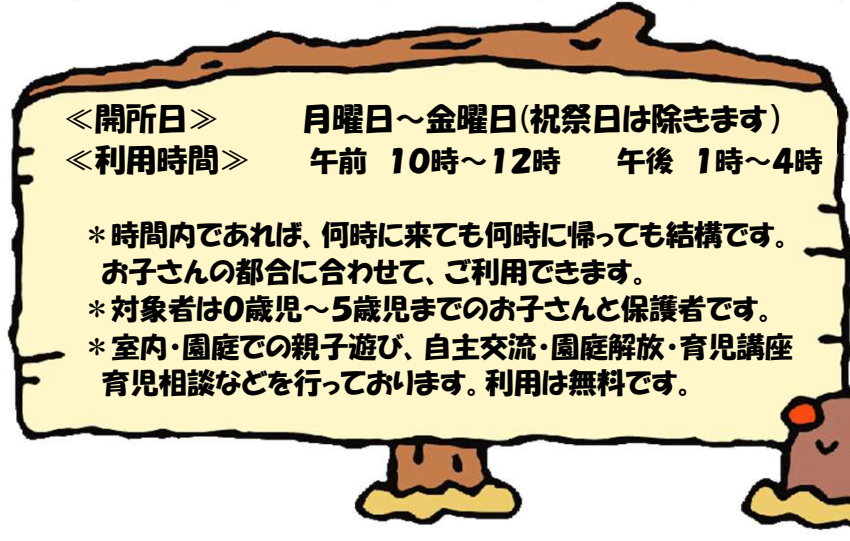 ≪開所日≫　月曜日～金曜日(祝祭日は除きます)
≪利用時間≫　午前　10時～12時　午後　1時～4時
＊時間内であれば、何時に来ても何時に帰っても結構です。
お子さんの都合に合わせて、ご利用できます。
＊対象者は0歳児～5歳児までのお子さんと保護者です。
＊室内・園庭での親子遊び、自主交流・園庭解放・育児講座
育児相談などを行っております。利用は無料です。